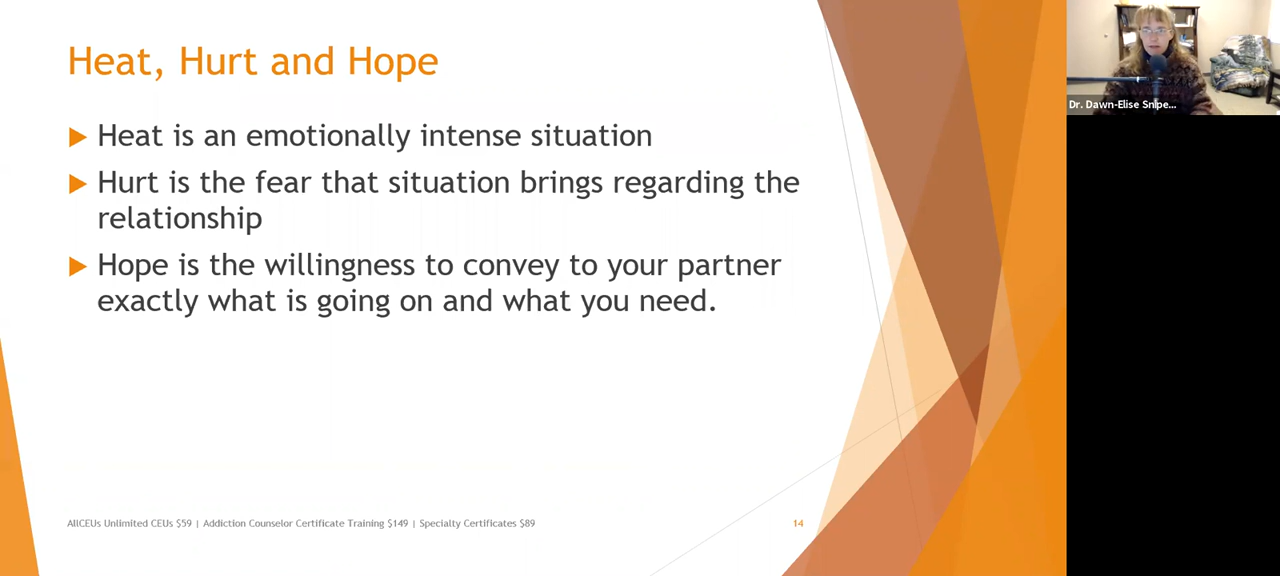 Heat, Hurt and Hope
Heat is an emotionally intense situation
Hurt is the fear that situation brings regarding the
relationship
Hope is the willingness to convey to your partner
exactly what is going on and what you need.
AllCEUs Unlimited CEUs $59 | Addiction Counselor Certificate Training $149 | Specialty Certificates $89
14
Dr. Dawn-Elise Snipe...